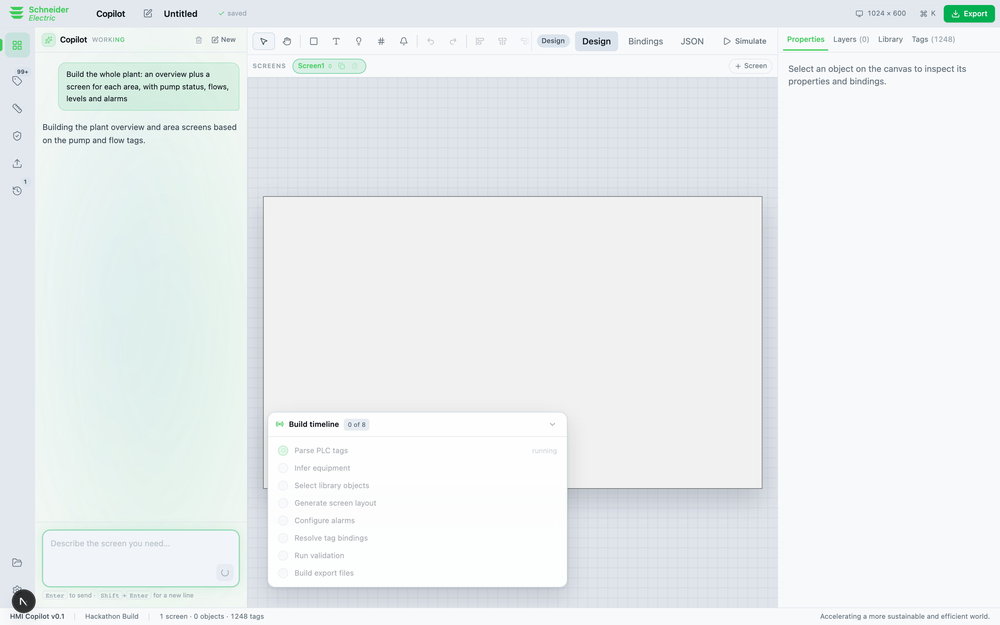 Schneider
Electric
Copilot
Untitled
saved
1024 × 600
⌘ K
Export
Copilot WORKING
New
Design
Design
Bindings
JSON
Simulate
Properties
Layers (0)
Library
Tags (1248)
SCREENS
Screen1 0
+ Screen
99+
1
Build the whole plant: an overview plus a
screen for each area, with pump status, flows,
levels and alarms
Building the plant overview and area screens based
on the pump and flow tags.
Select an object on the canvas to inspect its
properties and bindings.
Build timeline 0 of 8
Parse PLC tags running
Infer equipment
Select library objects
Generate screen layout
Configure alarms
Resolve tag bindings
Run validation
Build export files
Describe the screen you need...
Enter to send · Shift + Enter for a new line
N
HMI Copilot v0.1
Hackathon Build
1 screen · 0 objects · 1248 tags
Accelerating a more sustainable and efficient world.